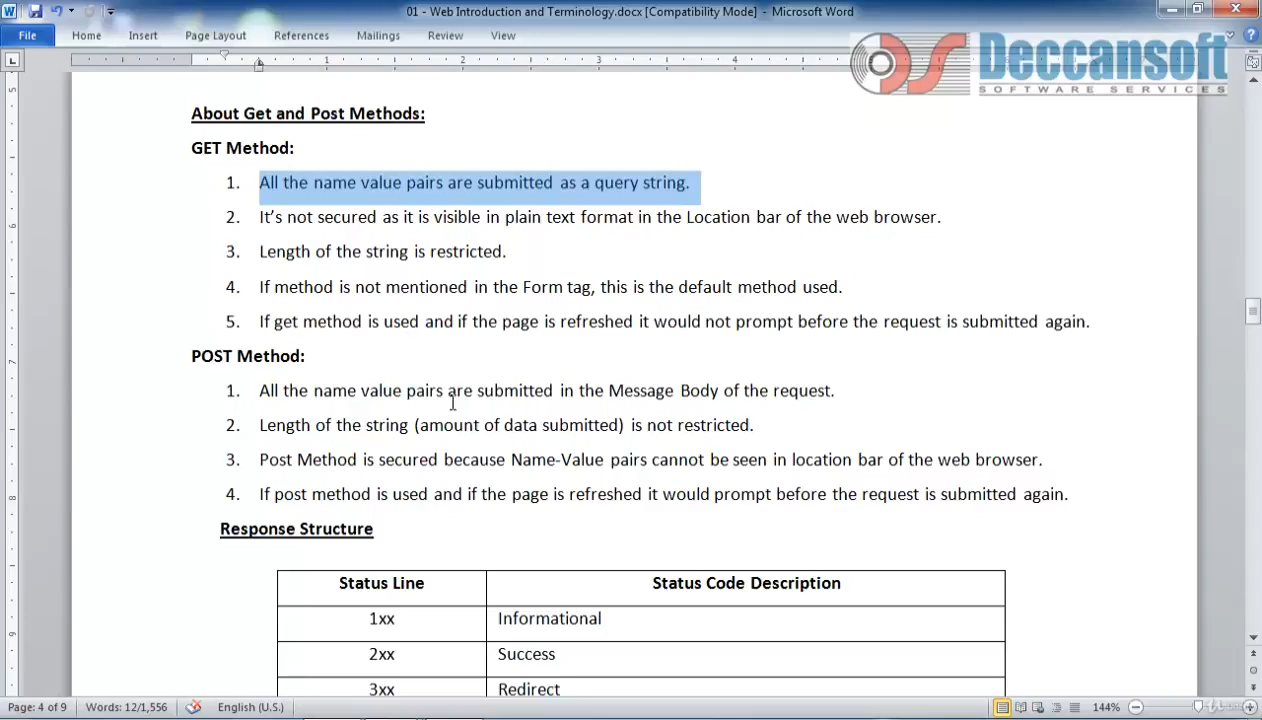 01 - Web Introduction and Terminology.docx [Compatibility Mode] - Microsoft Word
File Home Insert Page Layout References Mailings Review View
Deccansoft
SOFTWARE SERVICES
1 2 3 4
About Get and Post Methods:
GET Method:
1. All the name value pairs are submitted as a query string.
2. It’s not secured as it is visible in plain text format in the Location bar of the web browser.
3. Length of the string is restricted.
4. If method is not mentioned in the Form tag, this is the default method used.
5. If get method is used and if the page is refreshed it would not prompt before the request is submitted again.
POST Method:
1. All the name value pairs are submitted in the Message Body of the request.
2. Length of the string (amount of data submitted) is not restricted.
3. Post Method is secured because Name-Value pairs cannot be seen in location bar of the web browser.
4. If post method is used and if the page is refreshed it would prompt before the request is submitted again.
Response Structure
Status Line Status Code Description
1xx Informational
2xx Success
3xx Redirect
Page: 4 of 9 Words: 12/1,556 English (U.S.) 144%